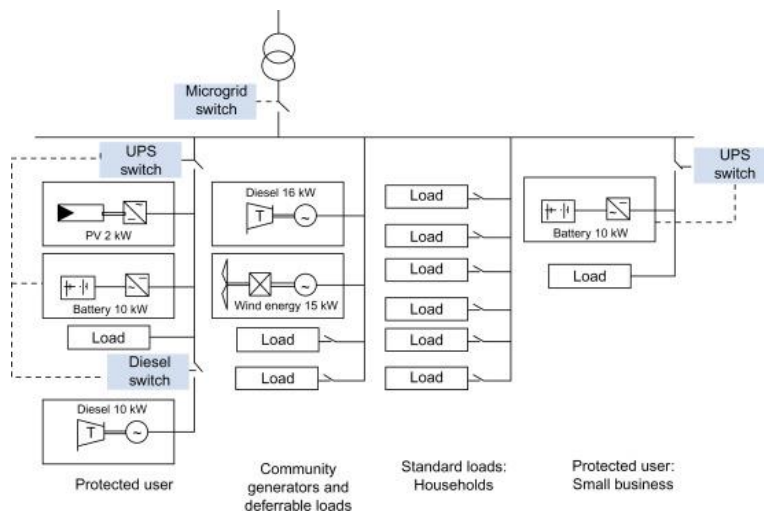 Microgrid
switch
UPS
switch
UPS
switch
PV 2 kW
Battery 10 kW
Load
Diesel
switch
Diesel 10 kW
T
~
Protected user
Diesel 16 kW
T
~
Wind energy 15 kW
~
Load
Load
Community
generators and
deferrable loads
Load
Load
Load
Load
Load
Load
Standard loads:
Households
Battery 10 kW
Load
Protected user:
Small business